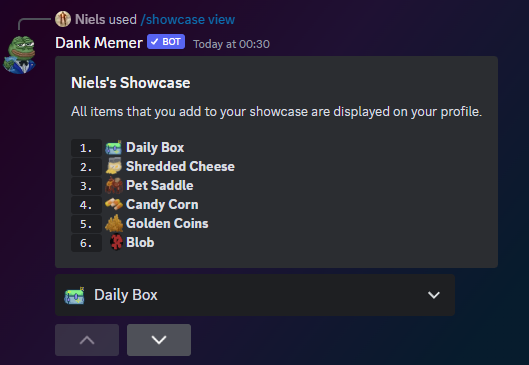 Niels used /showcase view
Dank Memer ✓ BOT Today at 00:30
Niels's Showcase
All items that you add to your showcase are displayed on your profile.
1. Daily Box
2. Shredded Cheese
3. Pet Saddle
4. Candy Corn
5. Golden Coins
6. Blob
Daily Box